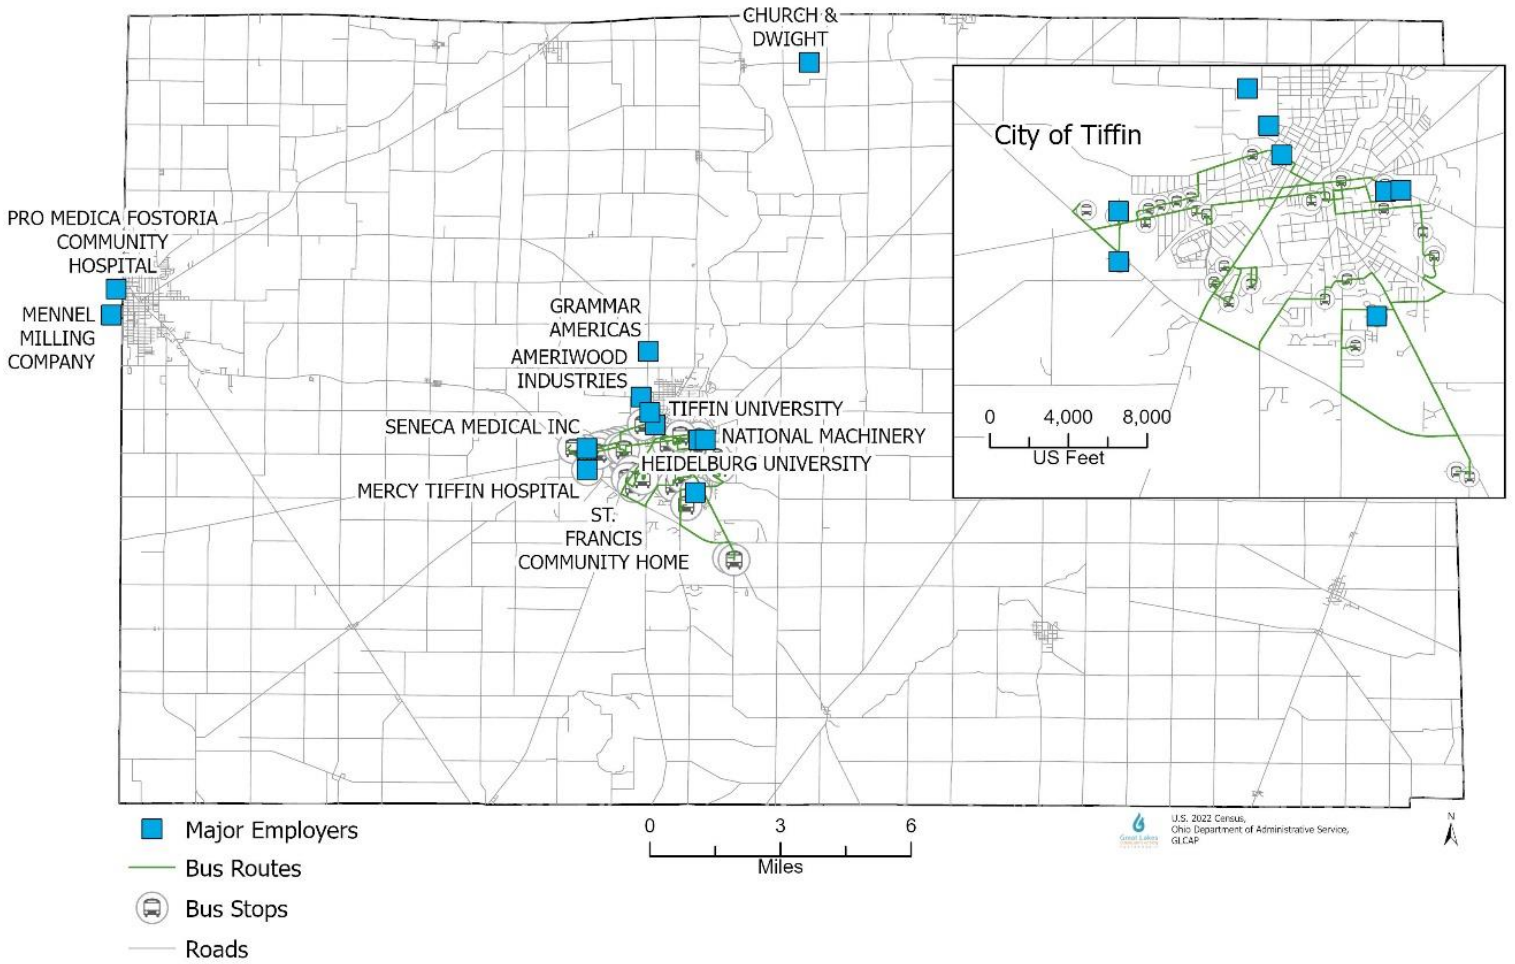 CHURCH &
DWIGHT
City of Tiffin
PRO MEDICA FOSTORIA
COMMUNITY
HOSPITAL
MENNEL
MILLING
COMPANY
GRAMMAR
AMERICAS
AMERIWOOD
INDUSTRIES
TIFFIN UNIVERSITY
SENECA MEDICAL INC
NATIONAL MACHINERY
HEIDELBURG UNIVERSITY
MERCY TIFFIN HOSPITAL
ST.
FRANCIS
COMMUNITY HOME
0 4,000 8,000
US Feet
Major Employers
Bus Routes
Bus Stops
Roads
0 3 6
Miles
Great Lakes
U.S. 2022 Census,
Ohio Department of Administrative Service,
GLCAP
N